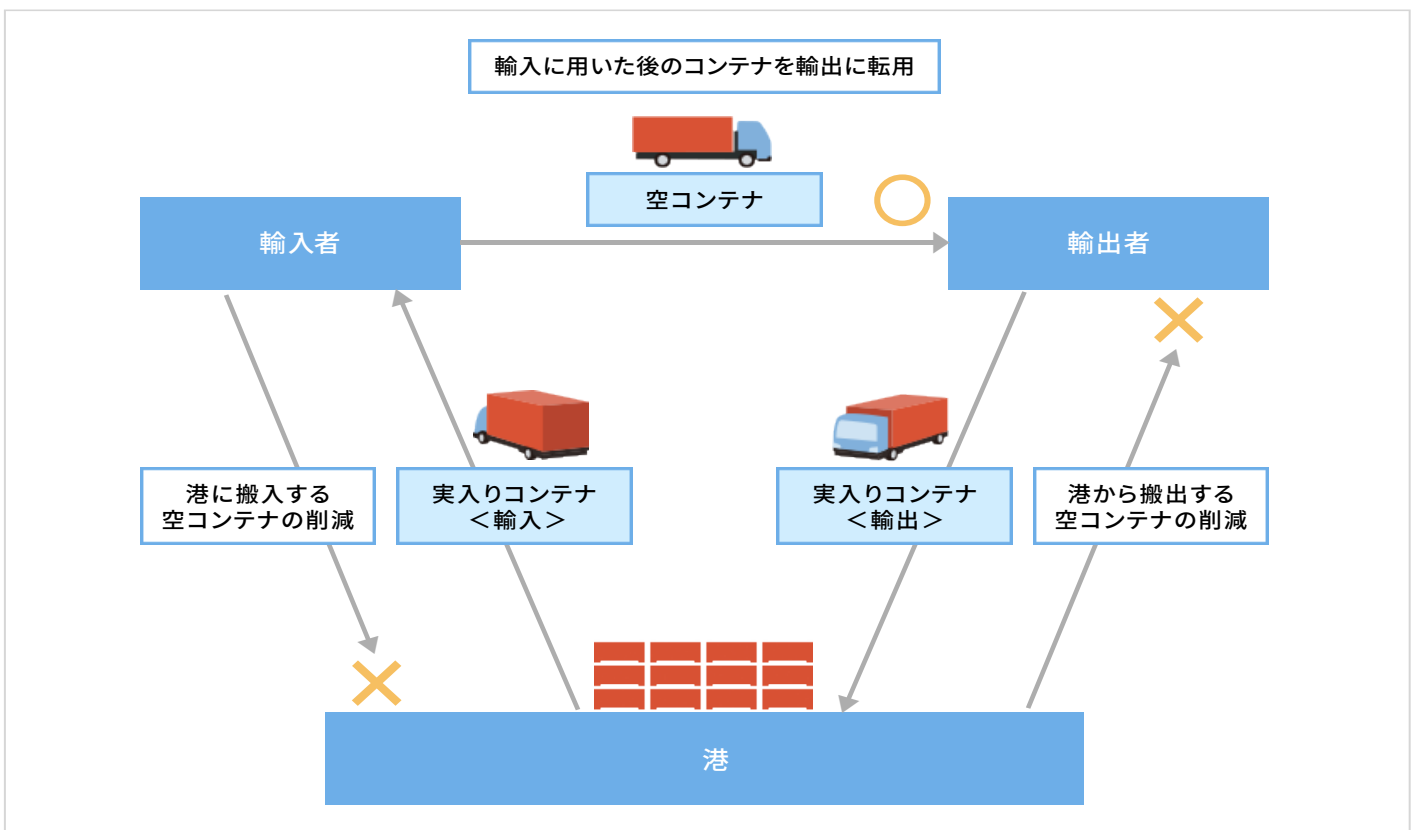 輸入に用いた後のコンテナを輸出に転用
空コンテナ
輸入者
輸出者
港に搬入する
空コンテナの削減
実入りコンテナ
＜輸入＞
実入りコンテナ
＜輸出＞
港から搬出する
空コンテナの削減
港